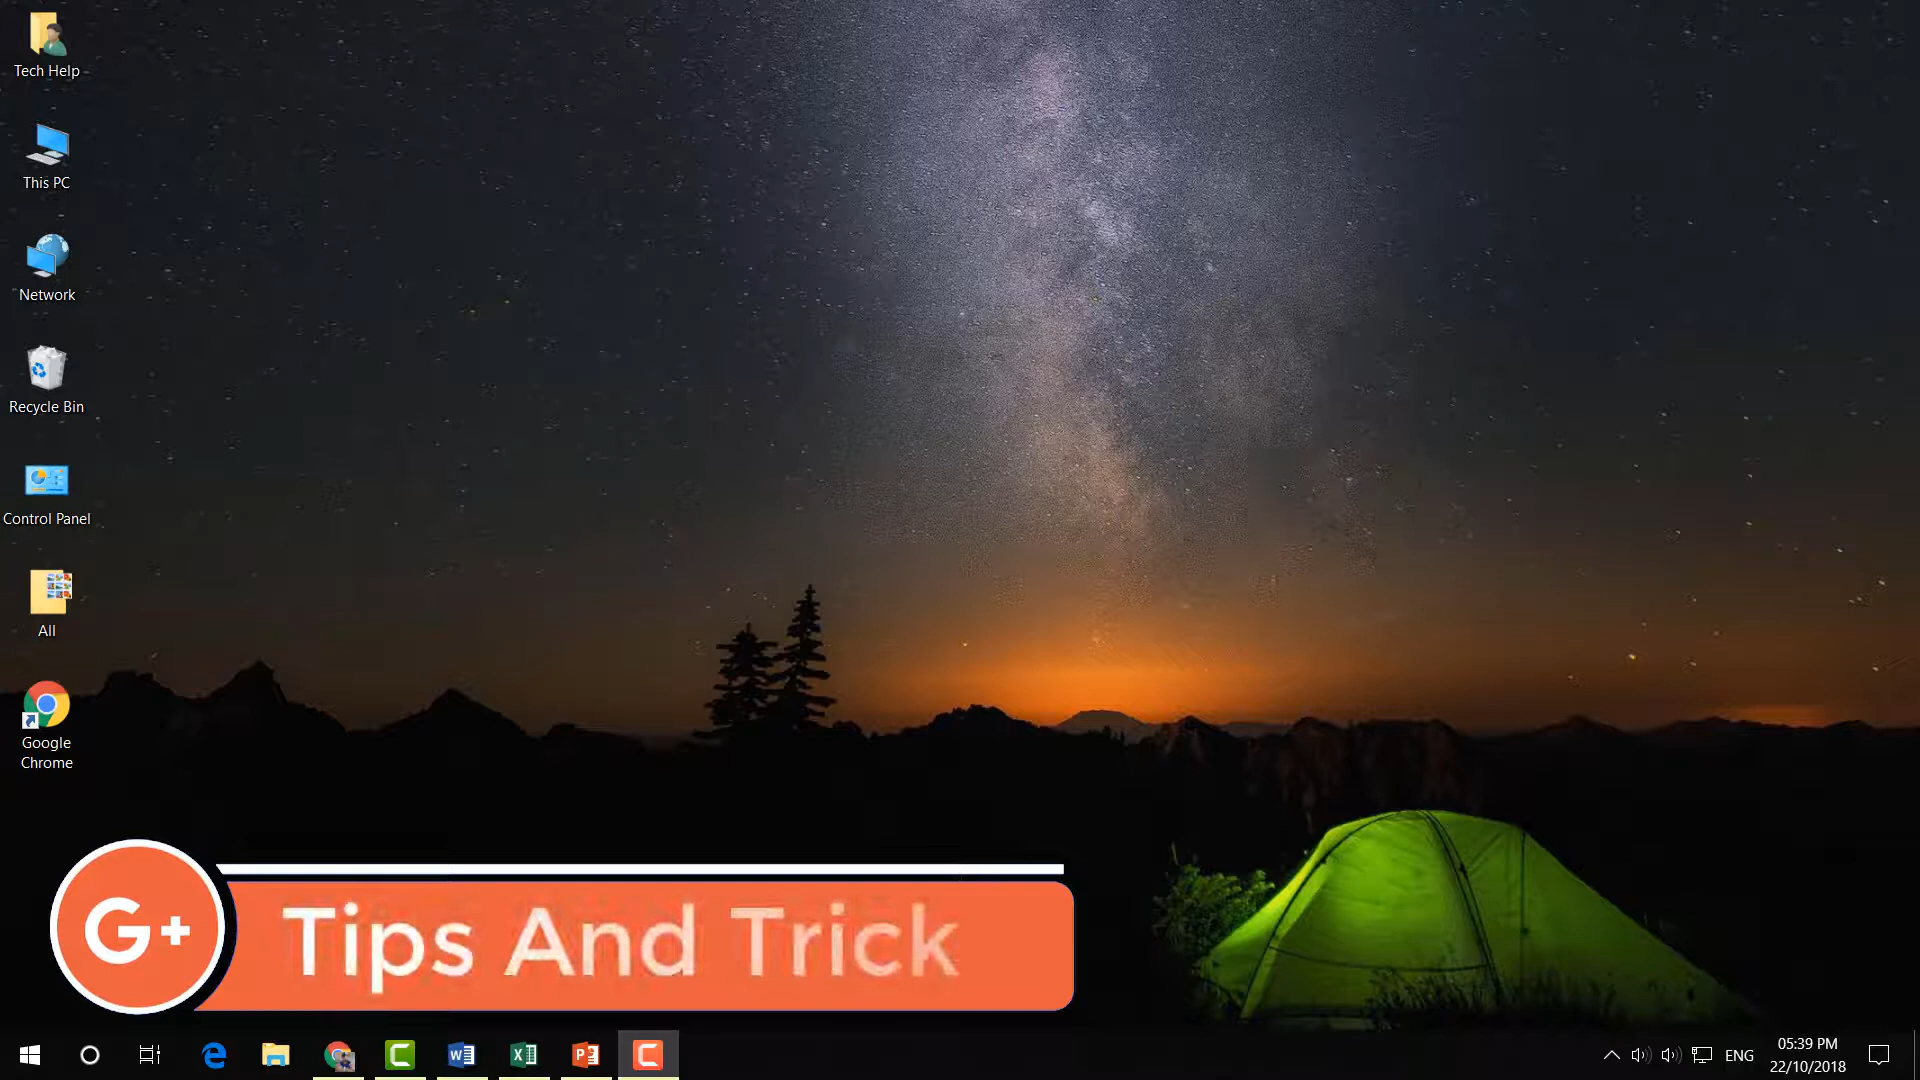 Tech Help
This PC
Network
Recycle Bin
Control Panel
All
Google
Chrome
G+
Tips And Trick
ENG
05:39 PM
22/10/2018